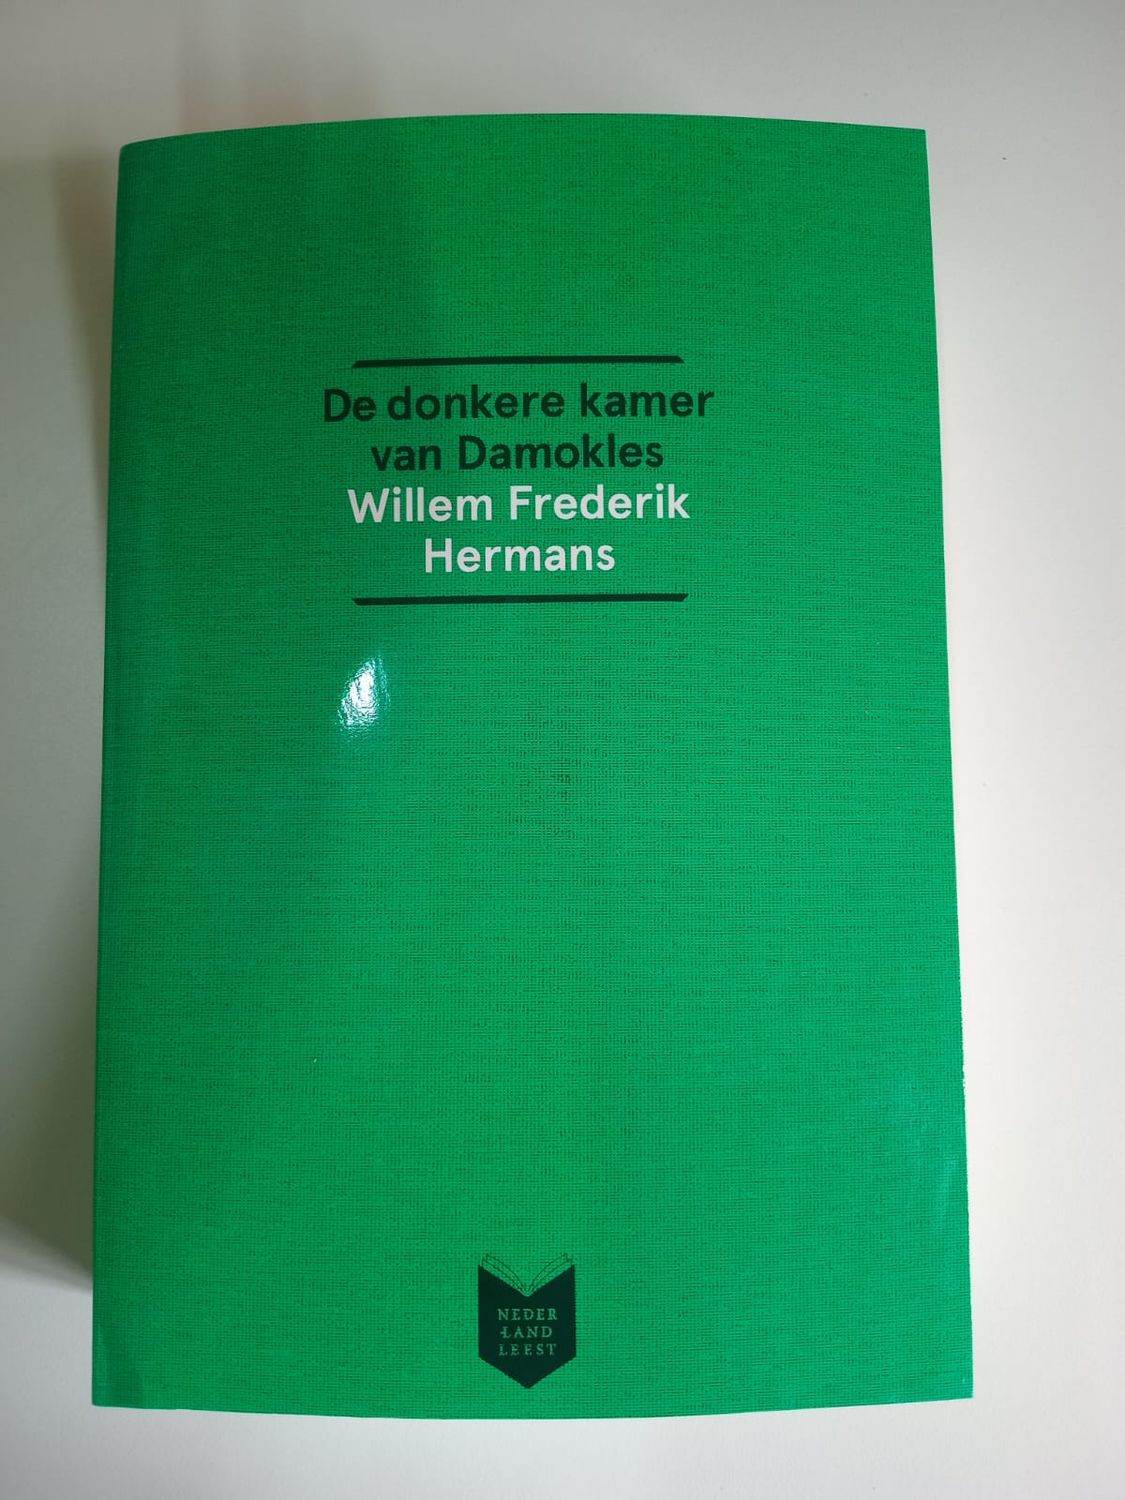 De donkere kamer
van Damokles
Willem Frederik
Hermans
NEDER
LAND
LEEST